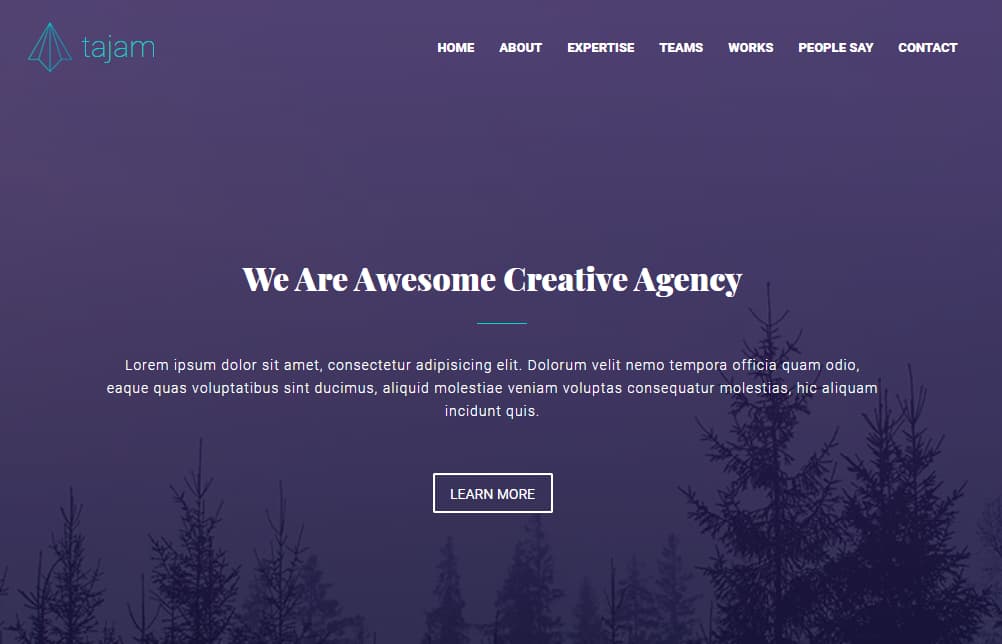 tajam
HOME ABOUT EXPERTISE TEAMS WORKS PEOPLE SAY CONTACT
We Are Awesome Creative Agency
Lorem ipsum dolor sit amet, consectetur adipisicing elit. Dolorum velit nemo tempora officia quam odio,
eaque quas voluptatibus sint ducimus, aliquid molestiae veniam voluptas consequatur molestias, hic aliquam
incidunt quis.
LEARN MORE